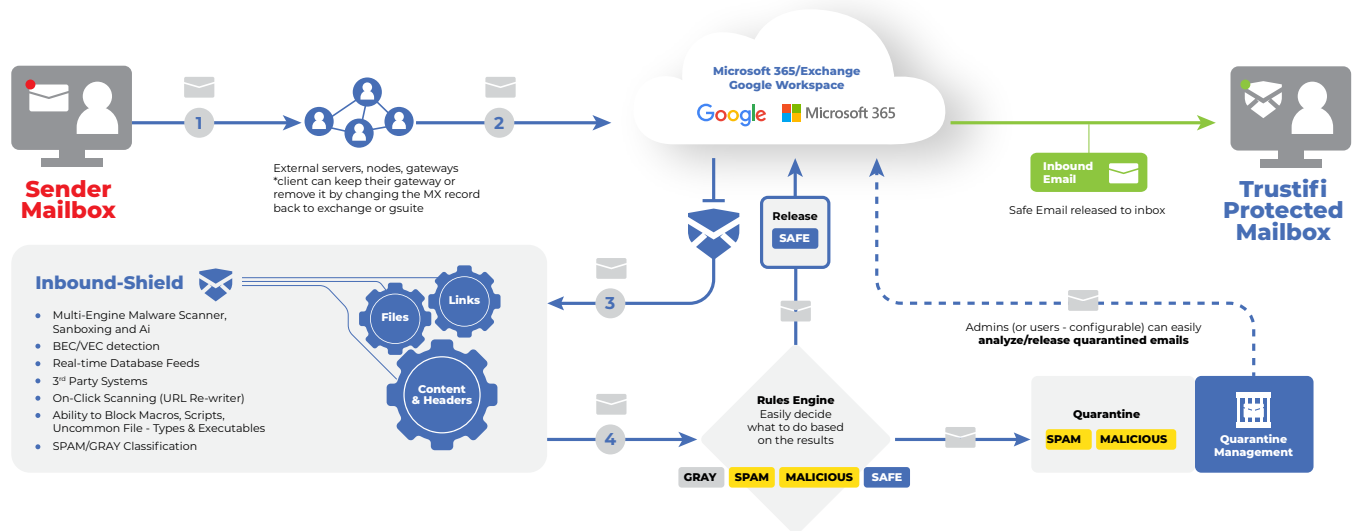 Sender
Mailbox
1
External servers, nodes, gateways
*client can keep their gateway or
remove it by changing the MX record
back to exchange or gsuite
2
Microsoft 365/Exchange
Google Workspace
Google
Microsoft 365
Inbound
Email
Safe Email released to inbox
Trustifi
Protected
Mailbox
Release
SAFE
3
Inbound-Shield
Multi-Engine Malware Scanner,
Sanboxing and Ai
BEC/VEC detection
Real-time Database Feeds
3rd Party Systems
On-Click Scanning (URL Re-writer)
Ability to Block Macros, Scripts,
Uncommon File - Types & Executables
SPAM/GRAY Classification
Links
Files
Content
& Headers
4
Rules Engine
Easily decide
what to do based
on the results
GRAY
SPAM
MALICIOUS
SAFE
Admins (or users - configurable) can easily
analyze/release quarantined emails
Quarantine
SPAM
MALICIOUS
Quarantine
Management